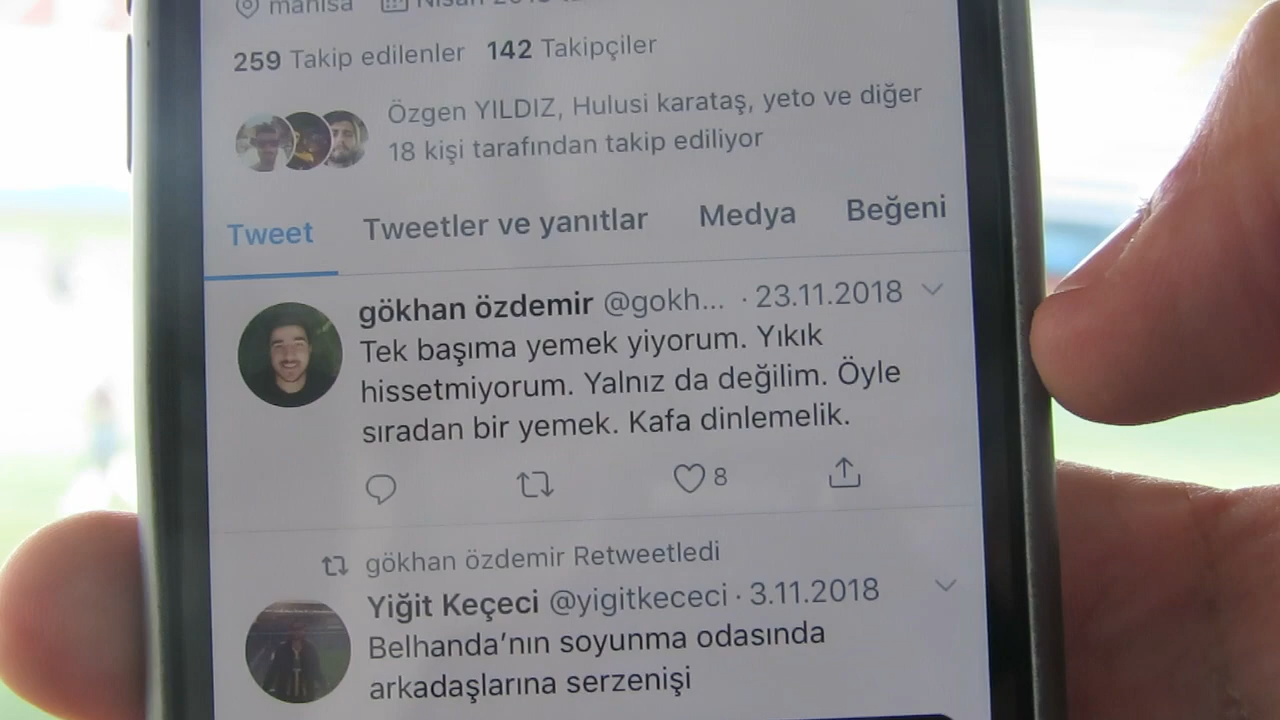 manisa
259 Takip edilenler 142 Takipçiler
Özgen YILDIZ, Hulusi karataş, yeto ve diğer
18 kişi tarafından takip ediliyor
Tweet Tweetler ve yanıtlar Medya Beğeni
gökhan özdemir @gokh... · 23.11.2018
Tek başıma yemek yiyorum. Yıkık
hissetmiyorum. Yalnız da değilim. Öyle
sıradan bir yemek. Kafa dinlemelik.
8
gökhan özdemir Retweetledi
Yiğit Keçeci @yigitkececi · 3.11.2018
Belhanda’nın soyunma odasında
arkadaşlarına serzenişi